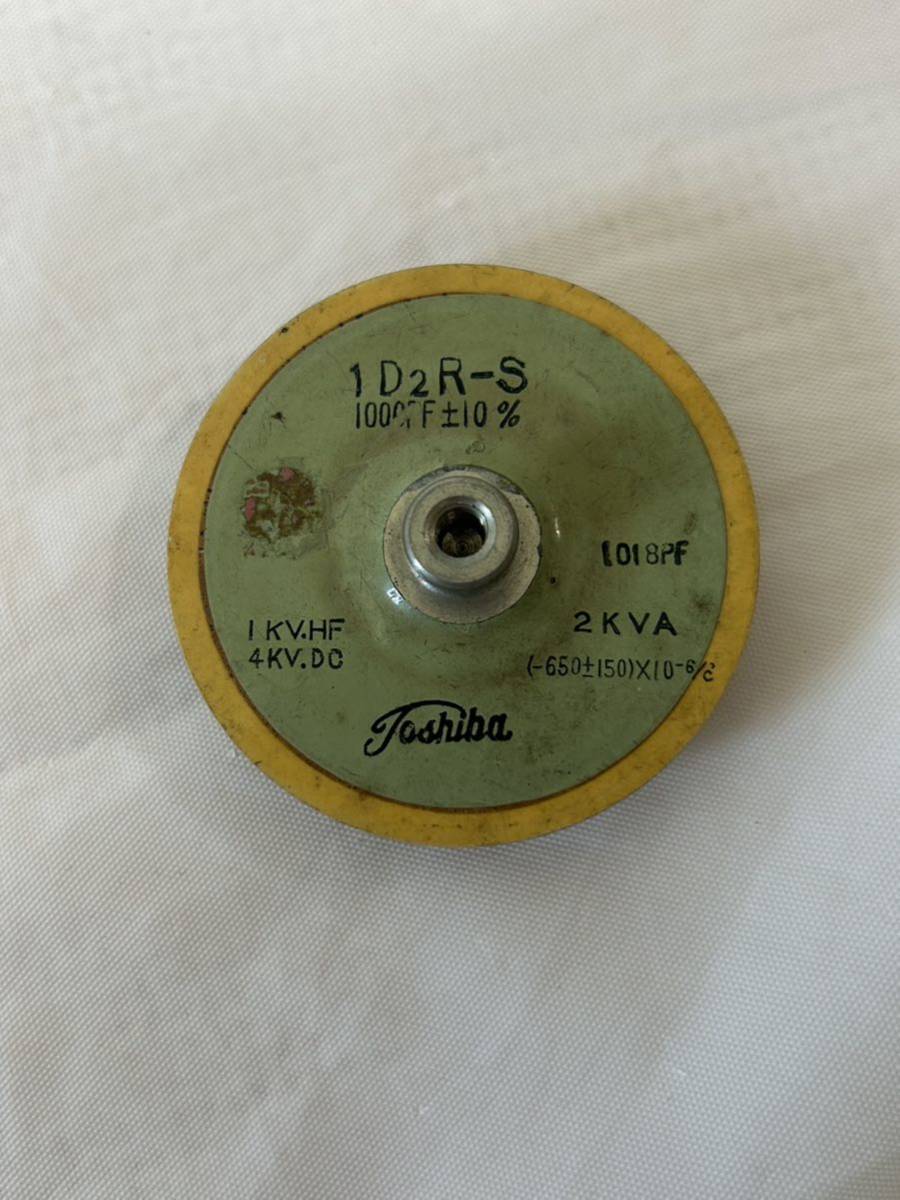 1D2R-S
1000PF±10%
1018PF
1KV.HF
4KV.DC
2KVA
(-650±150)X10-6/c
Toshiba